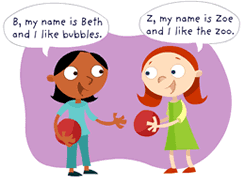 B, my name is Beth
and I like bubbles.
Z, my name is Zoe
and I like the zoo.